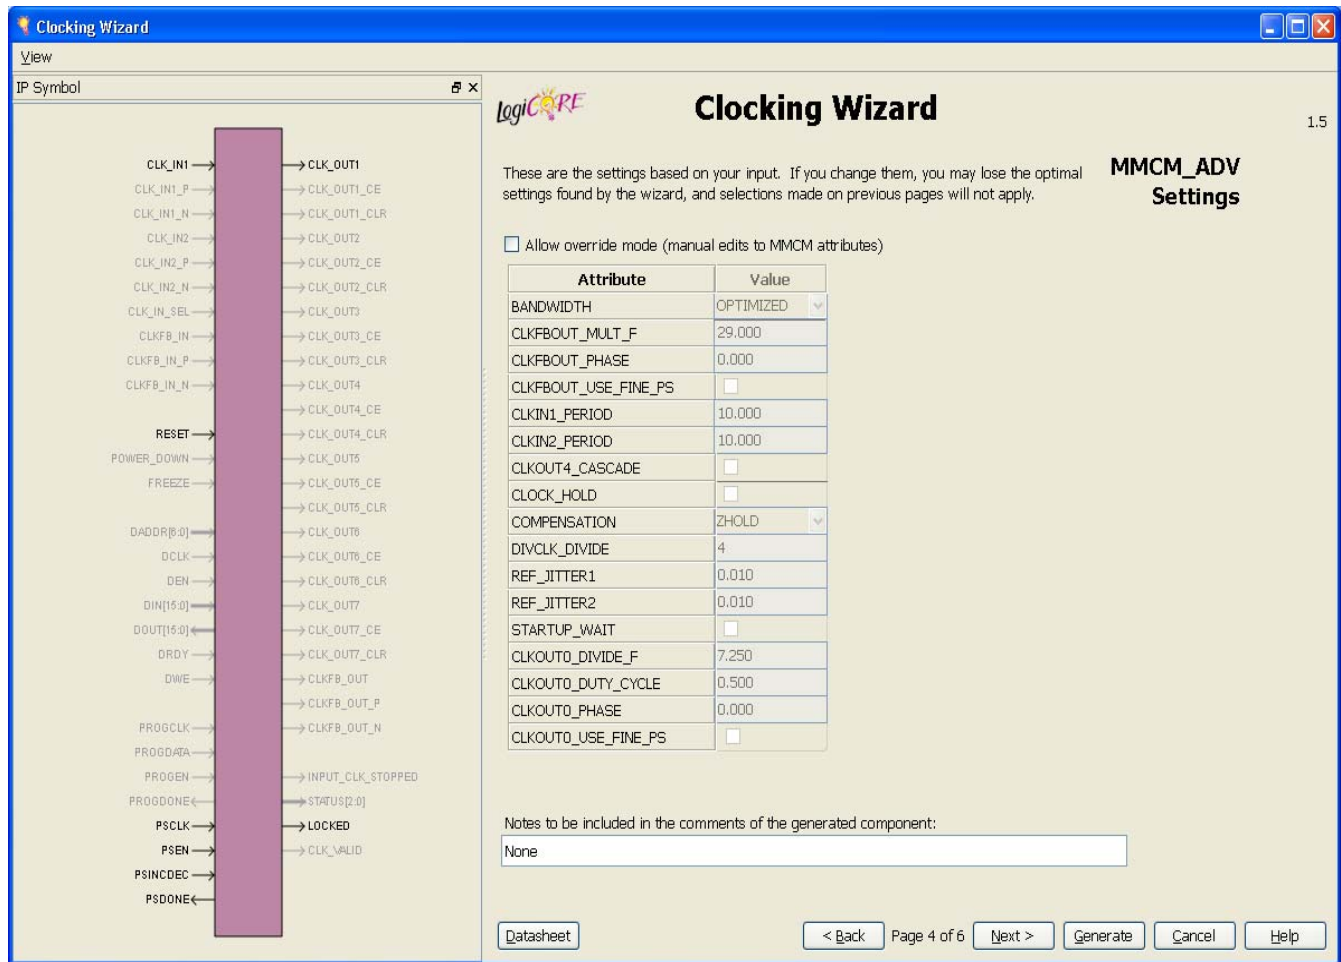 Clocking Wizard
View
IP Symbol
CLK_IN1
CLK_IN1_P
CLK_IN1_N
CLK_IN2
CLK_IN2_P
CLK_IN2_N
CLK_IN_SEL
CLKFB_IN
CLKFB_IN_P
CLKFB_IN_N
RESET
POWER_DOWN
FREEZE
DADDR[6:0]
DCLK
DEN
DIN[15:0]
DOUT[15:0]
DRDY
DWE
PROGCLK
PROGDATA
PROGEN
PROGDONE
PSCLK
PSEN
PSINCDEC
PSDONE
CLK_OUT1
CLK_OUT1_CE
CLK_OUT1_CLR
CLK_OUT2
CLK_OUT2_CE
CLK_OUT2_CLR
CLK_OUT3
CLK_OUT3_CE
CLK_OUT3_CLR
CLK_OUT4
CLK_OUT4_CE
CLK_OUT4_CLR
CLK_OUT5
CLK_OUT5_CE
CLK_OUT5_CLR
CLK_OUT6
CLK_OUT6_CE
CLK_OUT6_CLR
CLK_OUT7
CLK_OUT7_CE
CLK_OUT7_CLR
CLKFB_OUT
CLKFB_OUT_P
CLKFB_OUT_N
INPUT_CLK_STOPPED
STATUS[2:0]
LOCKED
CLK_VALID
LogiCORE
Clocking Wizard
1.5
These are the settings based on your input. If you change them, you may lose the optimal
settings found by the wizard, and selections made on previous pages will not apply.
MMCM_ADV
Settings
Allow override mode (manual edits to MMCM attributes)
Attribute Value
BANDWIDTH OPTIMIZED
CLKFBOUT_MULT_F 29.000
CLKFBOUT_PHASE 0.000
CLKFBOUT_USE_FINE_PS
CLKIN1_PERIOD 10.000
CLKIN2_PERIOD 10.000
CLKOUT4_CASCADE
CLOCK_HOLD
COMPENSATION ZHOLD
DIVCLK_DIVIDE 4
REF_JITTER1 0.010
REF_JITTER2 0.010
STARTUP_WAIT
CLKOUT0_DIVIDE_F 7.250
CLKOUT0_DUTY_CYCLE 0.500
CLKOUT0_PHASE 0.000
CLKOUT0_USE_FINE_PS
Notes to be included in the comments of the generated component:
None
Datasheet
< Back Page 4 of 6 Next > Generate Cancel Help